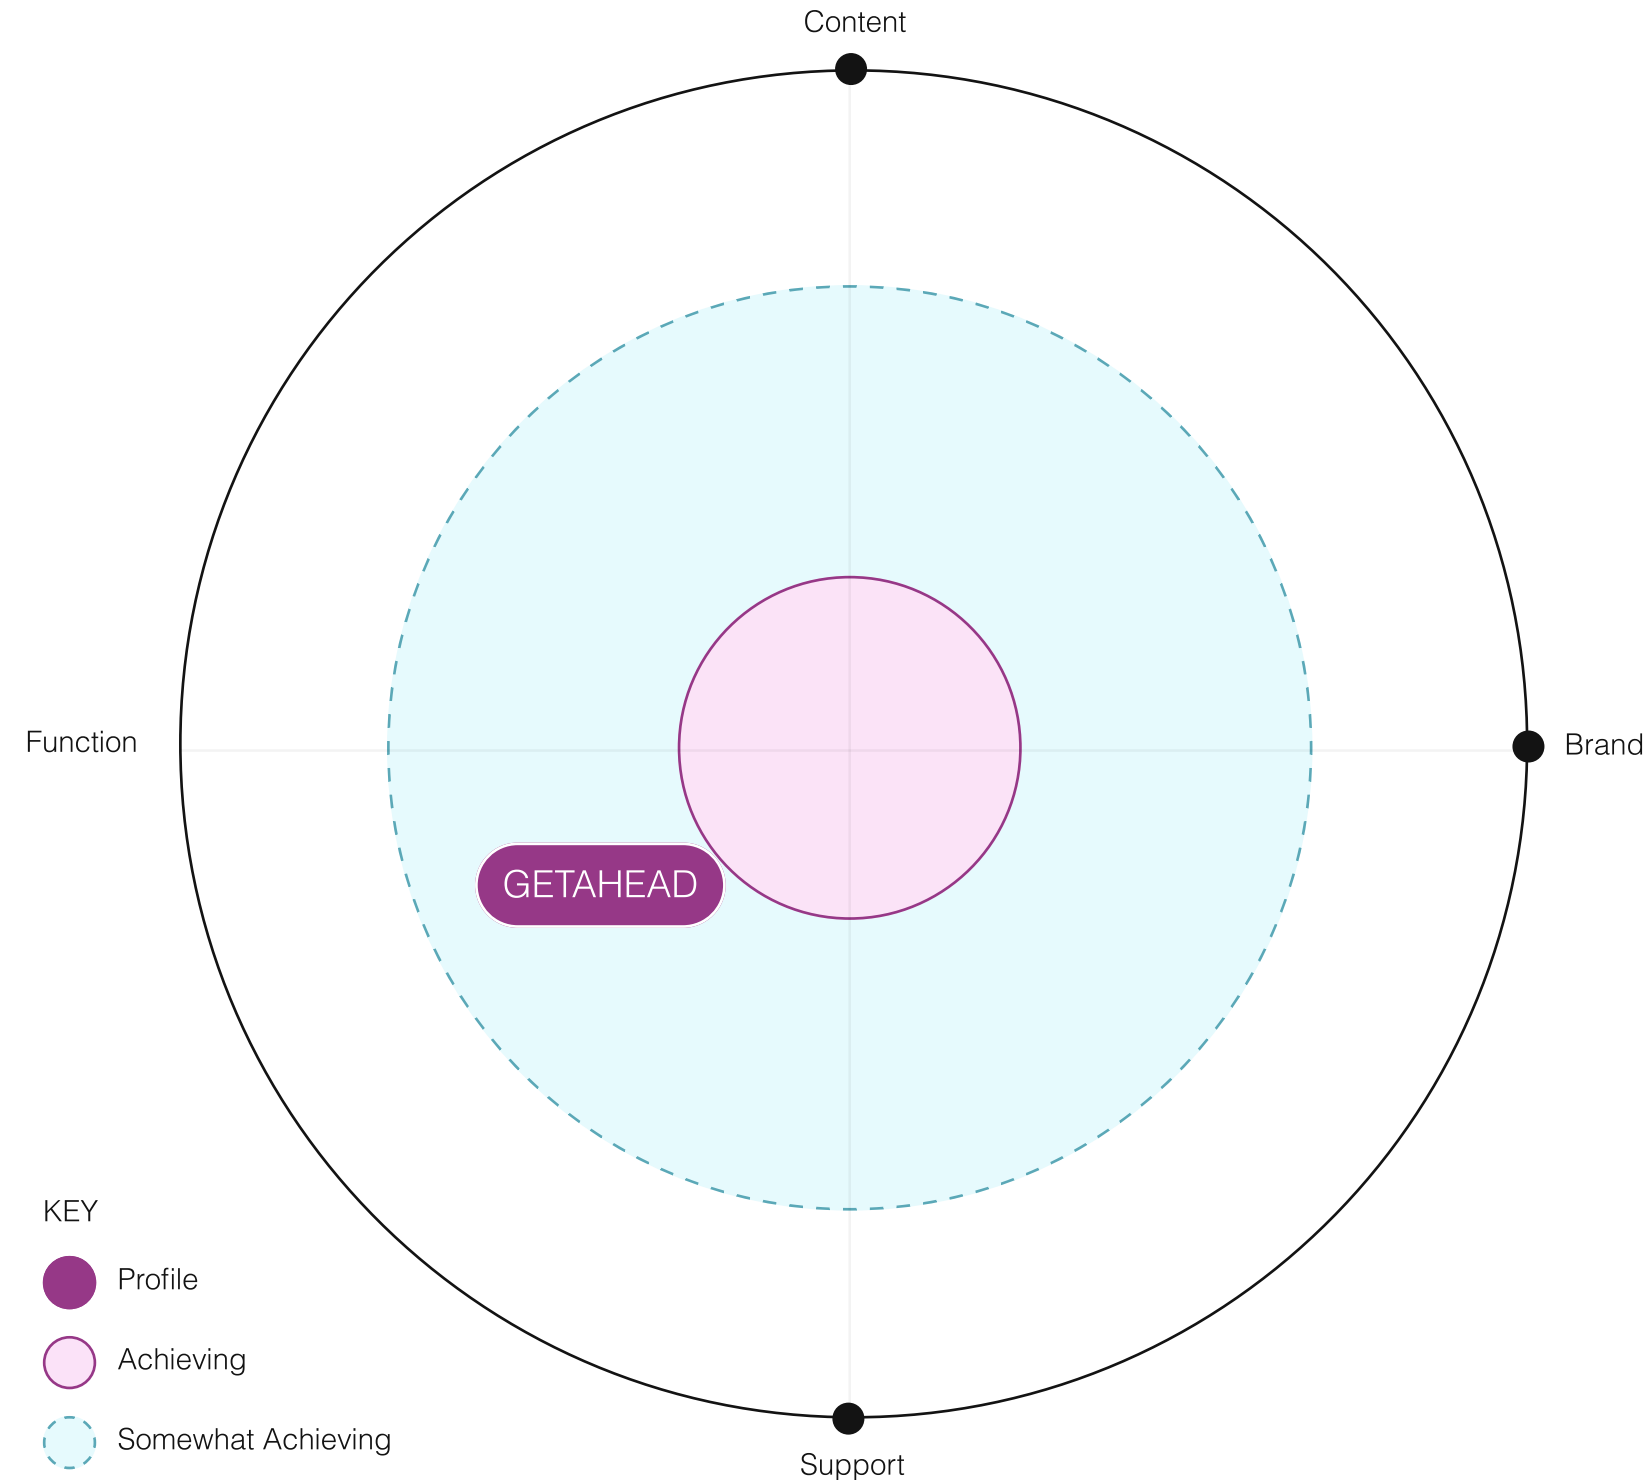 Content
Function
Brand
GETAHEAD
KEY
Profile
Achieving
Somewhat Achieving
Support